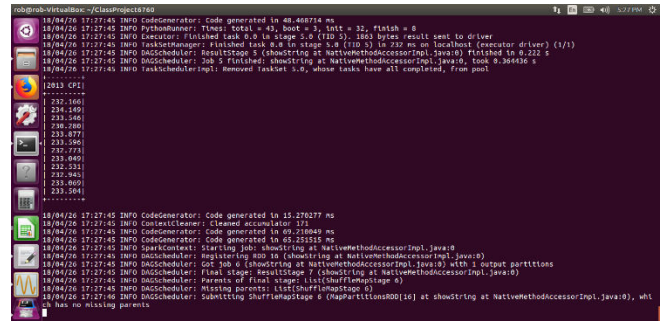 rob@rob-VirtualBox: ~/ClassProject6760
En
5:27 PM
18/04/26 17:27:45 INFO CodeGenerator: Code generated in 48.468714 ms
18/04/26 17:27:45 INFO PythonRunner: Times: total = 43, boot = 3, init = 32, finish = 8
18/04/26 17:27:45 INFO Executor: Finished task 0.0 in stage 5.0 (TID 5). 1863 bytes result sent to driver
18/04/26 17:27:45 INFO TaskSetManager: Finished task 0.0 in stage 5.0 (TID 5) in 232 ms on localhost (executor driver) (1/1)
18/04/26 17:27:45 INFO DAGScheduler: ResultStage 5 (showString at NativeMethodAccessorImpl.java:0) finished in 0.222 s
18/04/26 17:27:45 INFO DAGScheduler: Job 5 finished: showString at NativeMethodAccessorImpl.java:0, took 0.364436 s
18/04/26 17:27:45 INFO TaskSchedulerImpl: Removed TaskSet 5.0, whose tasks have all completed, from pool
+--------+
|2013 CPI|
+--------+
| 232.166|
| 234.149|
| 233.546|
| 230.280|
| 233.877|
| 233.596|
| 232.773|
| 233.049|
| 232.531|
| 232.945|
| 233.069|
| 233.504|
+--------+
18/04/26 17:27:45 INFO CodeGenerator: Code generated in 15.270277 ms
18/04/26 17:27:45 INFO ContextCleaner: Cleaned accumulator 171
18/04/26 17:27:45 INFO CodeGenerator: Code generated in 69.210049 ms
18/04/26 17:27:45 INFO CodeGenerator: Code generated in 65.251515 ms
18/04/26 17:27:45 INFO SparkContext: Starting job: showString at NativeMethodAccessorImpl.java:0
18/04/26 17:27:45 INFO DAGScheduler: Registering RDD 16 (showString at NativeMethodAccessorImpl.java:0)
18/04/26 17:27:45 INFO DAGScheduler: Got job 6 (showString at NativeMethodAccessorImpl.java:0) with 1 output partitions
18/04/26 17:27:45 INFO DAGScheduler: Final stage: ResultStage 7 (showString at NativeMethodAccessorImpl.java:0)
18/04/26 17:27:45 INFO DAGScheduler: Parents of final stage: List(ShuffleMapStage 6)
18/04/26 17:27:45 INFO DAGScheduler: Missing parents: List(ShuffleMapStage 6)
18/04/26 17:27:46 INFO DAGScheduler: Submitting ShuffleMapStage 6 (MapPartitionsRDD[16] at showString at NativeMethodAccessorImpl.java:0), whi
ch has no missing parents